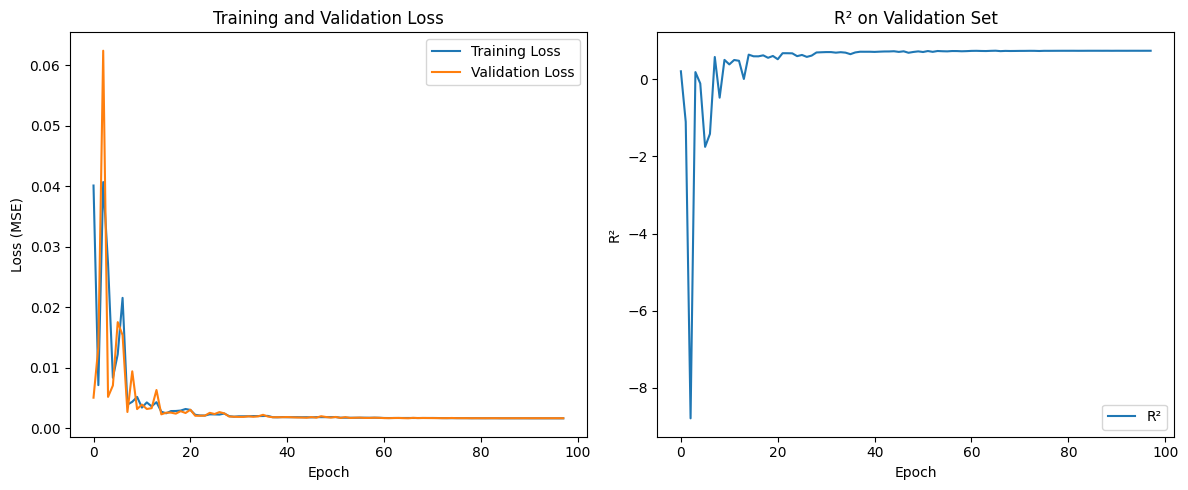 Training and Validation Loss
Training Loss
Validation Loss
Loss (MSE)
0.06
0.05
0.04
0.03
0.02
0.01
0.00
0 20 40 60 80 100
Epoch
R² on Validation Set
R²
0
−2
−4
−6
−8
R²
0 20 40 60 80 100
Epoch